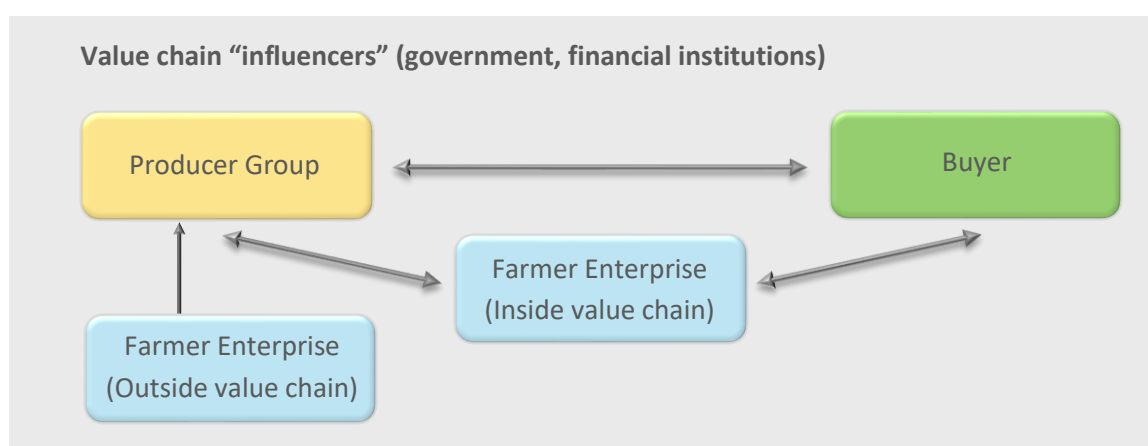 Value chain “influencers” (government, financial institutions)
Producer Group
Buyer
Farmer Enterprise
(Inside value chain)
Farmer Enterprise
(Outside value chain)